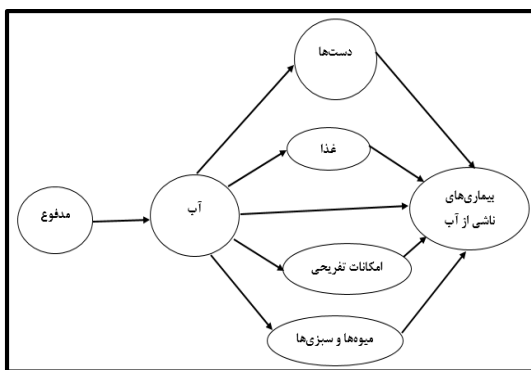 دست‌ها
غذا
بیماری‌های
ناشی از آب
آب
مدفوع
امکانات تفریحی
میوه‌ها و سبزی‌ها